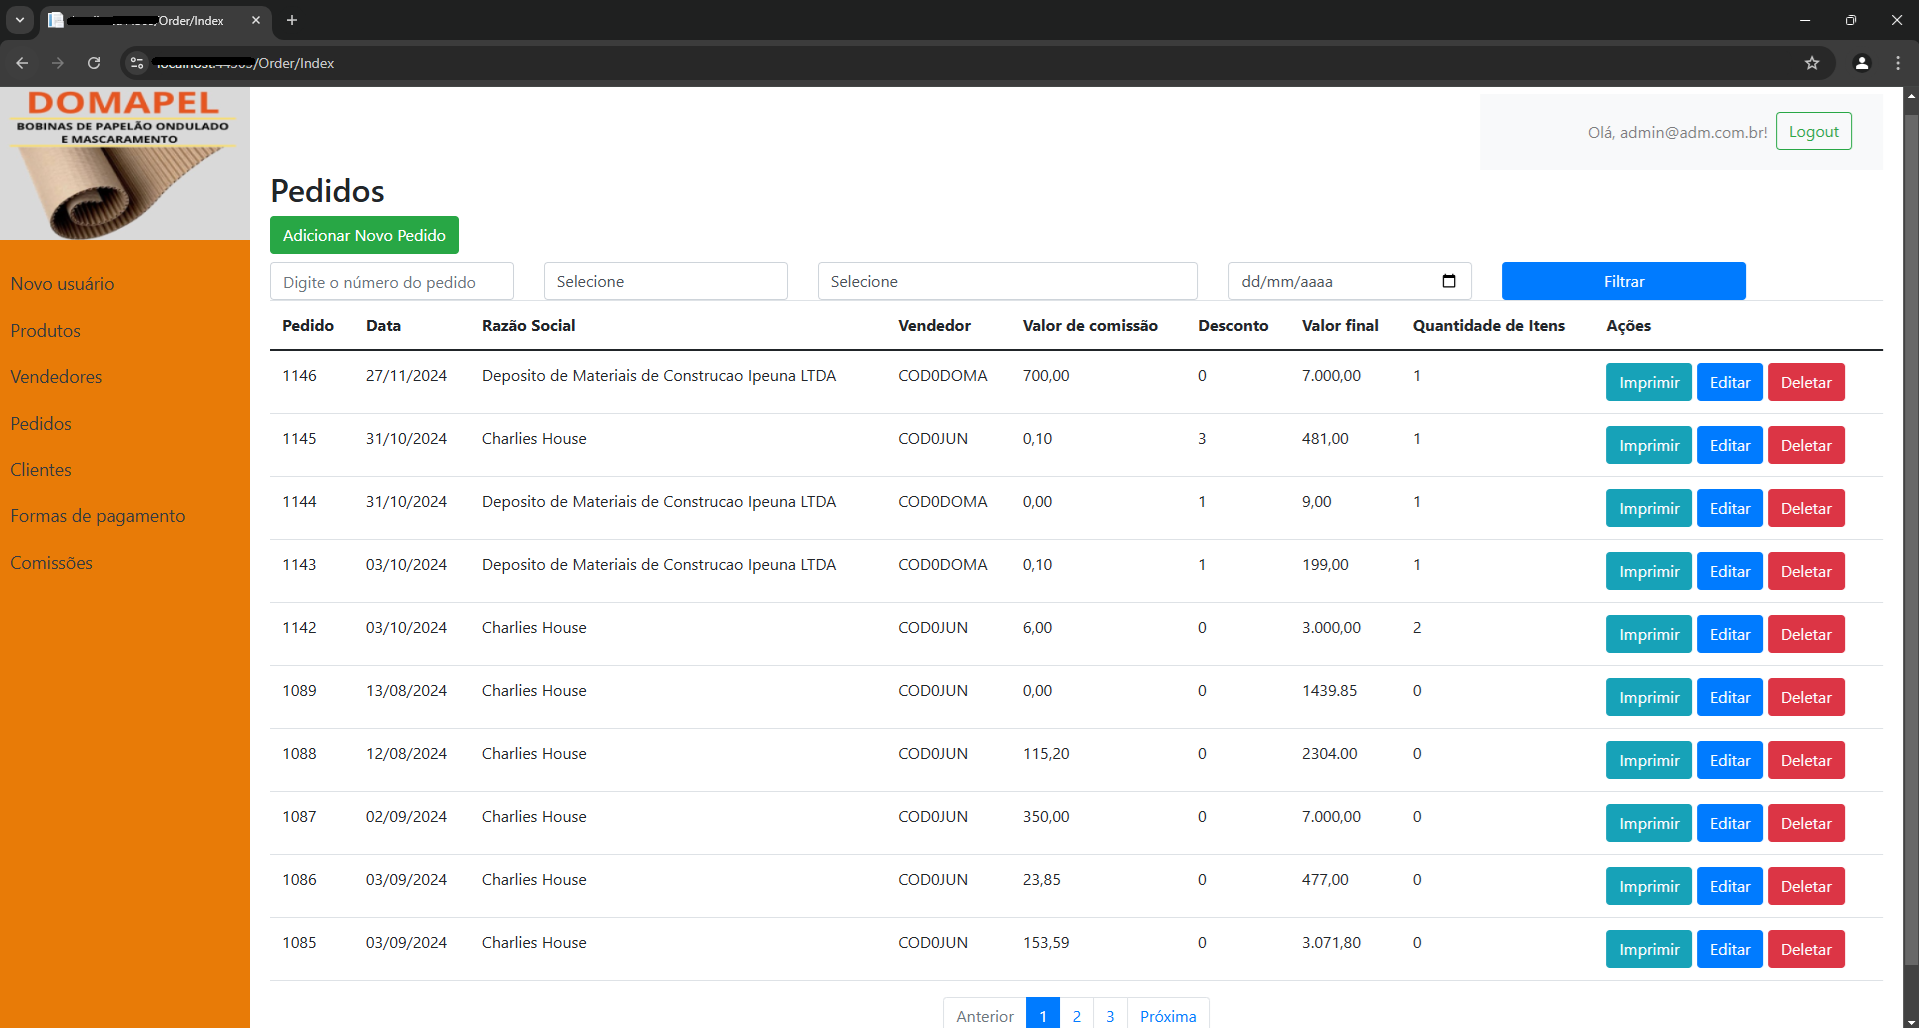 /Order/Index
/Order/Index
DOMAPEL
BOBINAS DE PAPELÃO ONDULADO
E MASCARAMENTO
Olá, admin@adm.com.br! Logout
Novo usuário
Produtos
Vendedores
Pedidos
Clientes
Formas de pagamento
Comissões
Pedidos
Adicionar Novo Pedido
Digite o número do pedido Selecione Selecione dd/mm/aaaa Filtrar
Pedido Data Razão Social Vendedor Valor de comissão Desconto Valor final Quantidade de Itens Ações
1146 27/11/2024 Deposito de Materiais de Construcao Ipeuna LTDA COD0DOMA 700,00 0 7.000,00 1 Imprimir Editar Deletar
1145 31/10/2024 Charlies House COD0JUN 0,10 3 481,00 1 Imprimir Editar Deletar
1144 31/10/2024 Deposito de Materiais de Construcao Ipeuna LTDA COD0DOMA 0,00 1 9,00 1 Imprimir Editar Deletar
1143 03/10/2024 Deposito de Materiais de Construcao Ipeuna LTDA COD0DOMA 0,10 1 199,00 1 Imprimir Editar Deletar
1142 03/10/2024 Charlies House COD0JUN 6,00 0 3.000,00 2 Imprimir Editar Deletar
1089 13/08/2024 Charlies House COD0JUN 0,00 0 1439.85 0 Imprimir Editar Deletar
1088 12/08/2024 Charlies House COD0JUN 115,20 0 2304.00 0 Imprimir Editar Deletar
1087 02/09/2024 Charlies House COD0JUN 350,00 0 7.000,00 0 Imprimir Editar Deletar
1086 03/09/2024 Charlies House COD0JUN 23,85 0 477,00 0 Imprimir Editar Deletar
1085 03/09/2024 Charlies House COD0JUN 153,59 0 3.071,80 0 Imprimir Editar Deletar
Anterior 1 2 3 Próxima